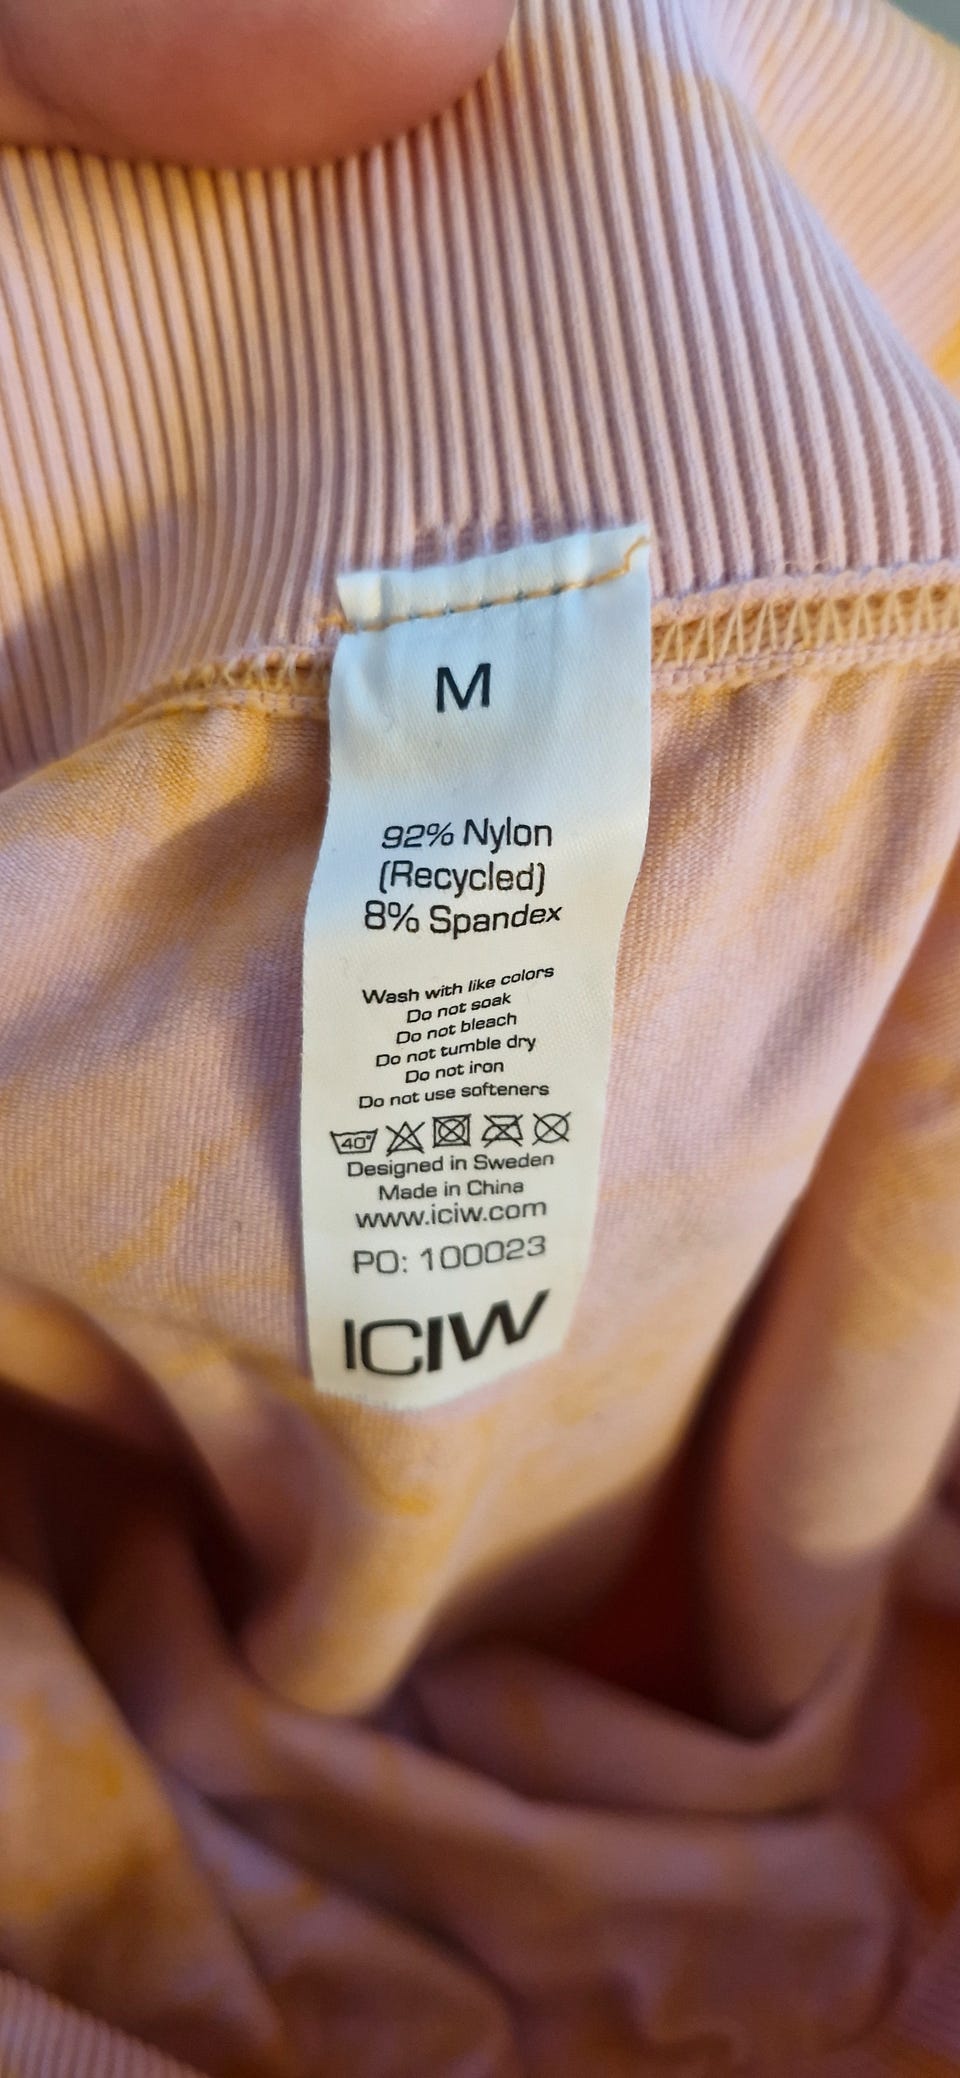 M
92% Nylon
(Recycled)
8% Spandex
Wash with like colors
Do not soak
Do not bleach
Do not tumble dry
Do not iron
Do not use softeners
40°
Designed in Sweden
Made in China
www.iciw.com
PO: 100023
ICIW